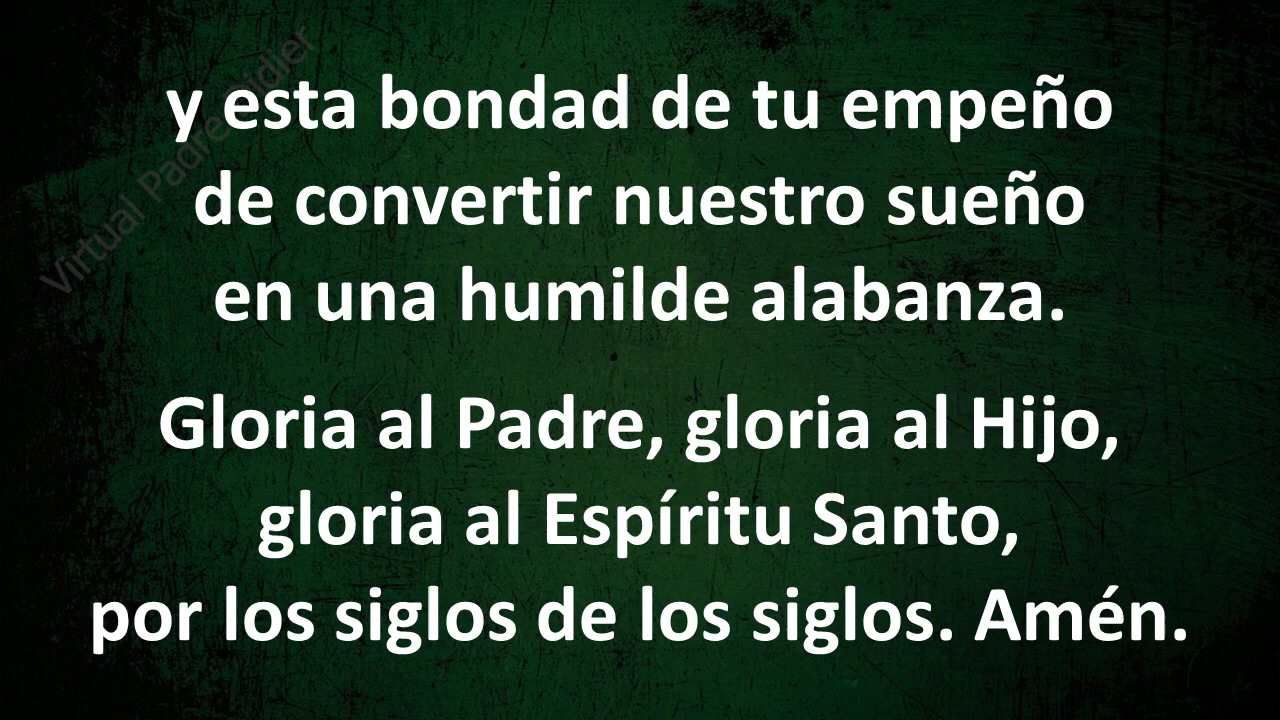 y esta bondad de tu empeño
de convertir nuestro sueño
en una humilde alabanza.
Gloria al Padre, gloria al Hijo,
gloria al Espíritu Santo,
por los siglos de los siglos. Amén.
Virtual Padre Didier